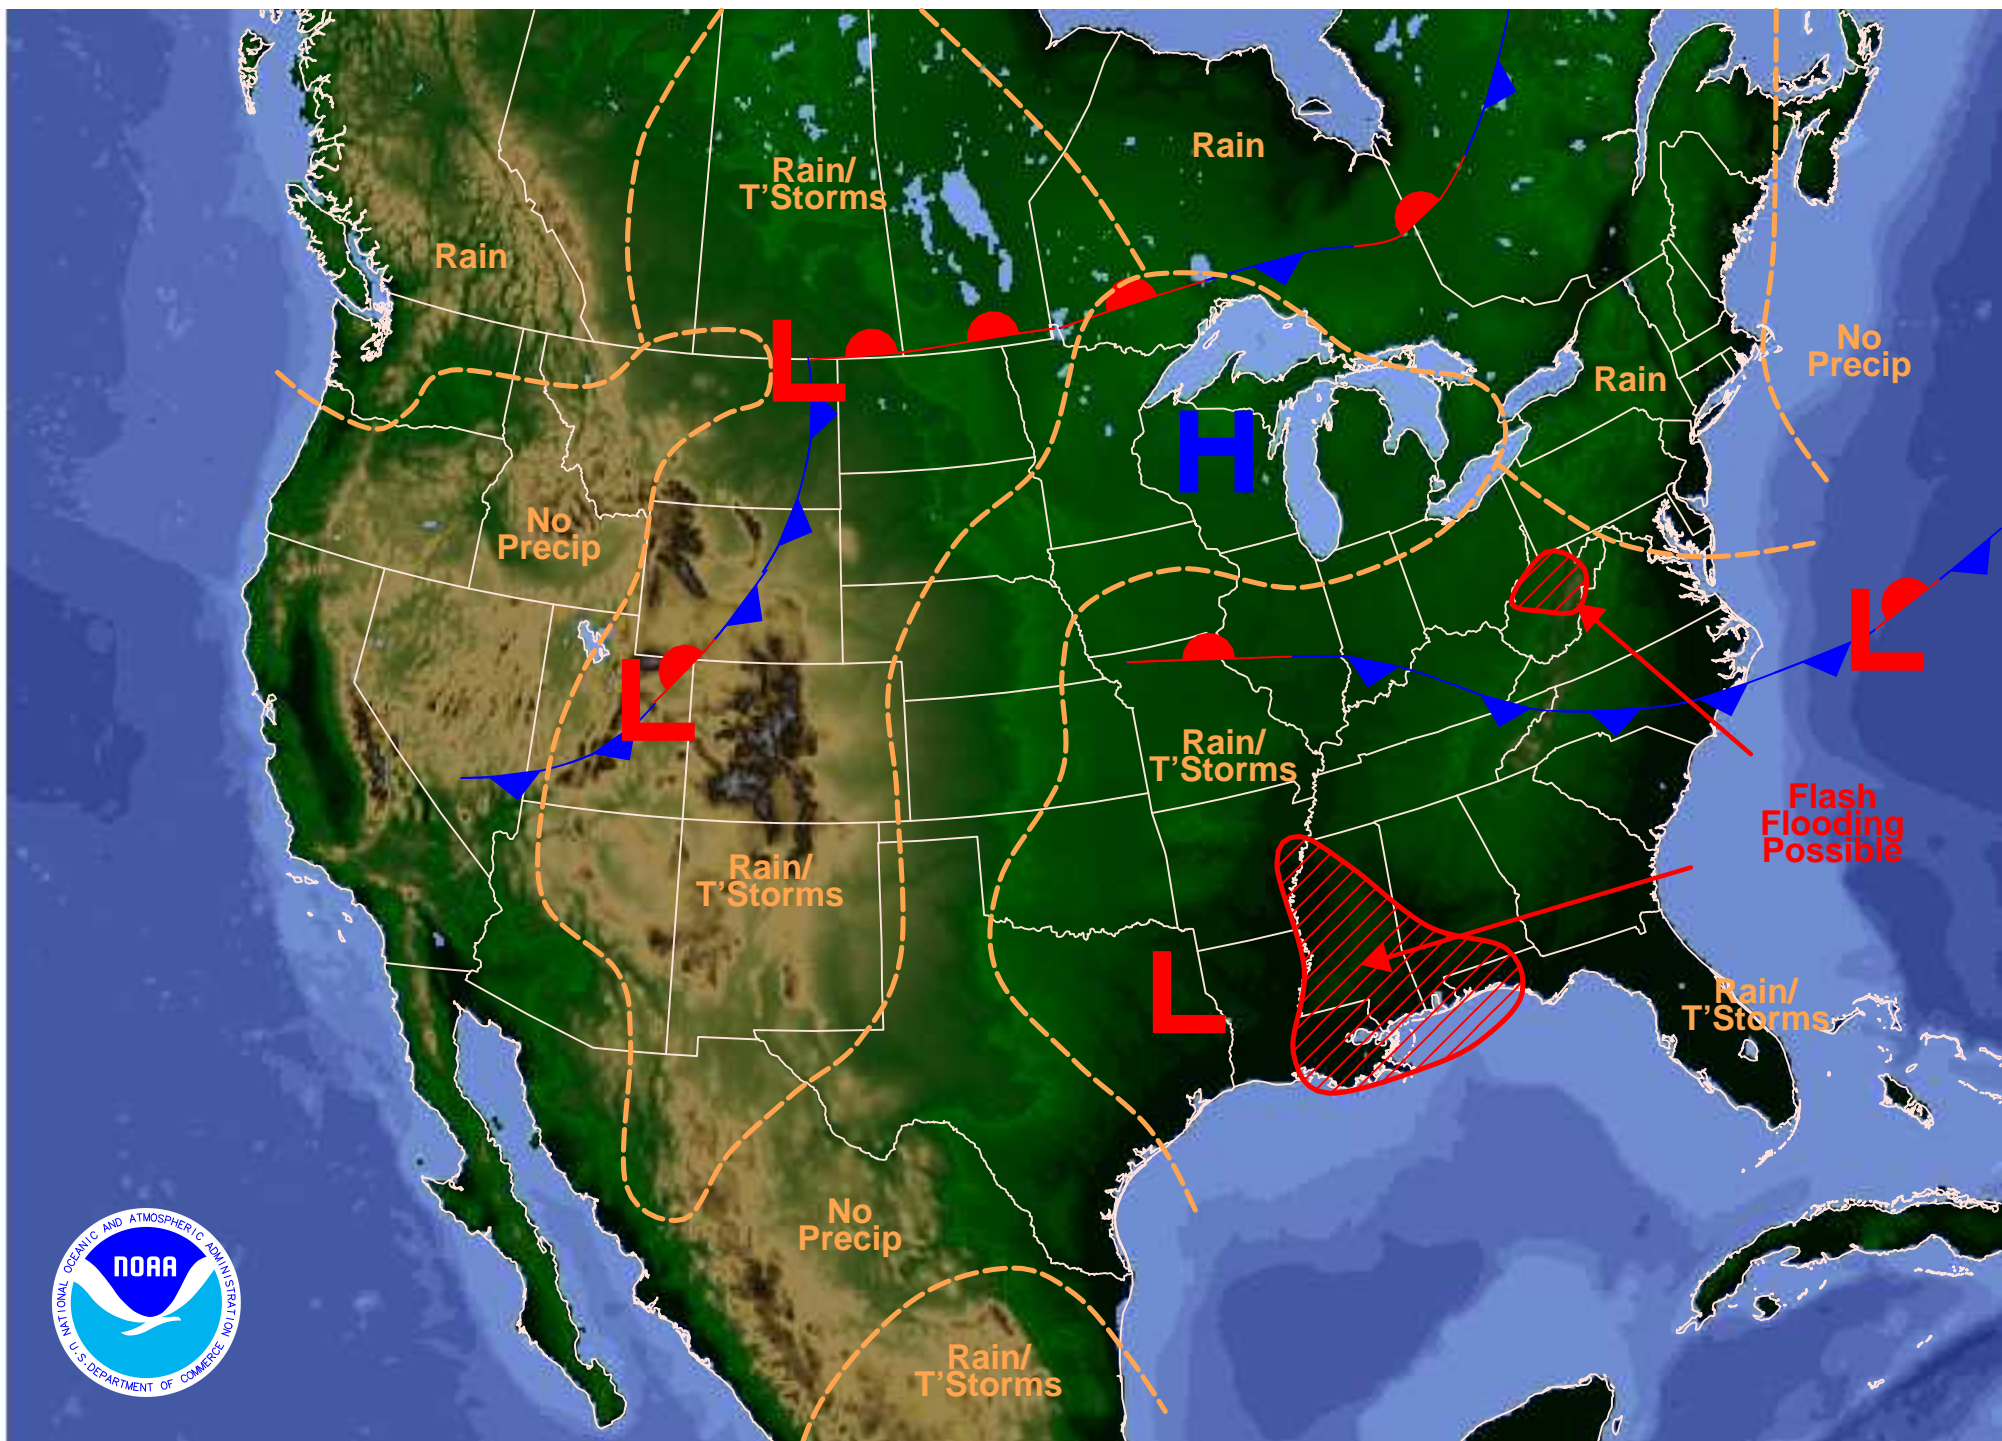 Rain
Rain/
T'Storms
Rain
Rain
No
Precip
L
H
No
Precip
L
L
Rain/
T'Storms
Flash
Flooding
Possible
Rain/
T'Storms
L
Rain/
T'Storms
No
Precip
Rain/
T'Storms
NATIONAL OCEANIC AND ATMOSPHERIC ADMINISTRATION
NOAA
U.S. DEPARTMENT OF COMMERCE